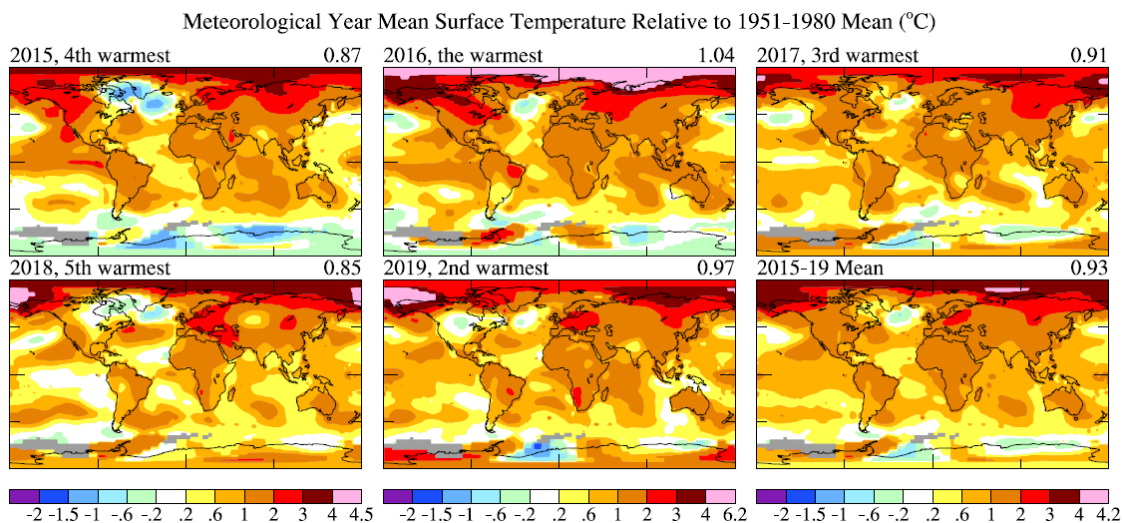 Meteorological Year Mean Surface Temperature Relative to 1951-1980 Mean (°C)
2015, 4th warmest 0.87
2016, the warmest 1.04
2017, 3rd warmest 0.91
2018, 5th warmest 0.85
2019, 2nd warmest 0.97
2015-19 Mean 0.93
-2 -1.5 -1 -.6 -.2 .2 .6 1 2 3 4 4.5
-2 -1.5 -1 -.6 -.2 .2 .6 1 2 3 4 6.2
-2 -1.5 -1 -.6 -.2 .2 .6 1 2 3 4 4.2